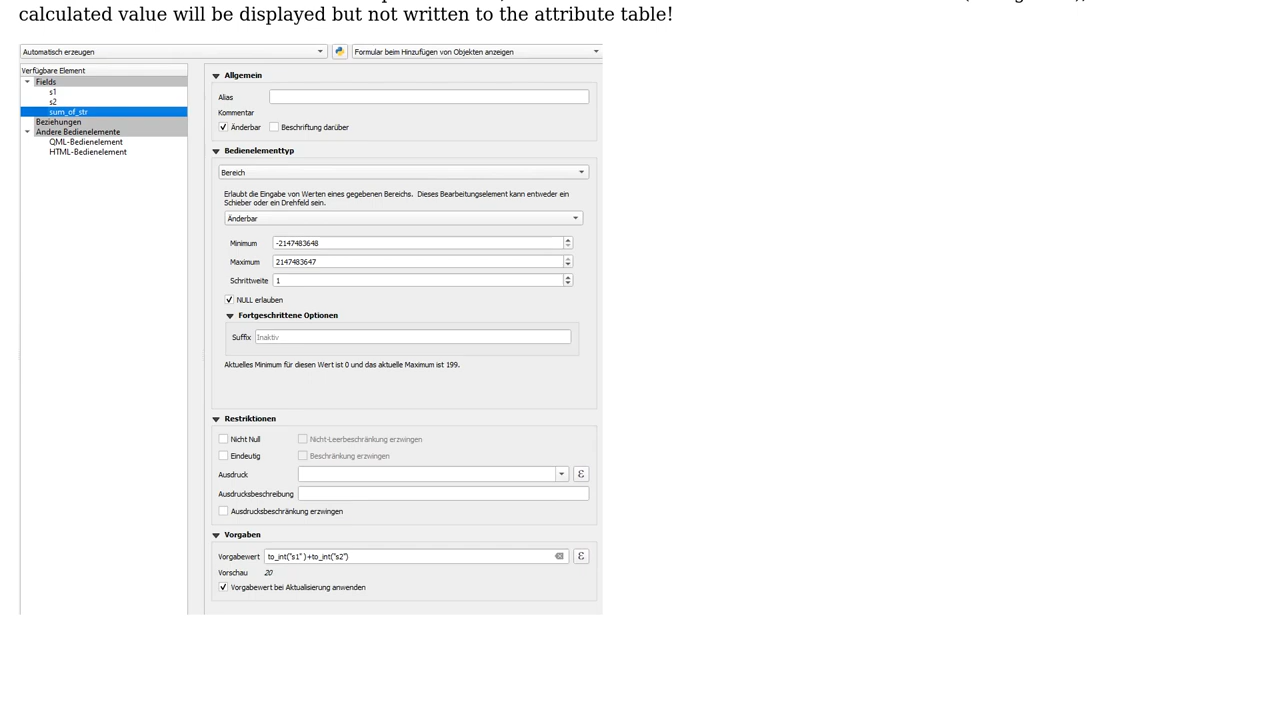 calculated value will be displayed but not written to the attribute table!
Automatisch erzeugen
Formular beim Hinzufügen von Objekten anzeigen
Verfügbare Element
Fields
s1
s2
sum_of_str
Beziehungen
Andere Bedienelemente
QML-Bedienelement
HTML-Bedienelement
Allgemein
Alias
Kommentar
Änderbar Beschriftung darüber
Bedienelementtyp
Bereich
Erlaubt die Eingabe von Werten eines gegebenen Bereichs. Dieses Bearbeitungselement kann entweder ein
Schieber oder ein Drehfeld sein.
Änderbar
Minimum -2147483648
Maximum 2147483647
Schrittweite 1
NULL erlauben
Fortgeschrittene Optionen
Suffix Inaktiv
Aktuelles Minimum für diesen Wert ist 0 und das aktuelle Maximum ist 199.
Restriktionen
Nicht Null Nicht-Leerbeschränkung erzwingen
Eindeutig Beschränkung erzwingen
Ausdruck ε
Ausdrucksbeschreibung
Ausdrucksbeschränkung erzwingen
Vorgaben
Vorgabewert to_int("s1" )+to_int("s2") ε
Vorschau 20
Vorgabewert bei Aktualisierung anwenden